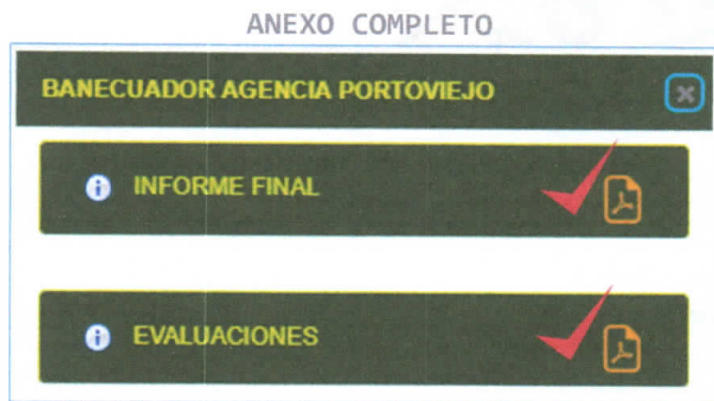 ANEXO COMPLETO
BANECUADOR AGENCIA PORTOVIEJO
INFORME FINAL
EVALUACIONES